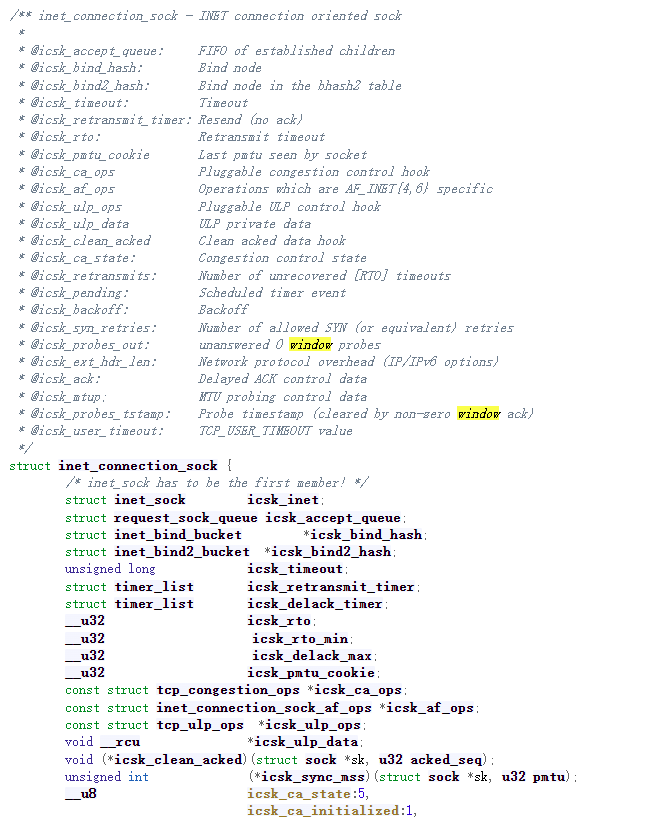 /** inet_connection_sock - INET connection oriented sock
 *
 * @icsk_accept_queue:    FIFO of established children
 * @icsk_bind_hash:       Bind node
 * @icsk_bind2_hash:      Bind node in the bhash2 table
 * @icsk_timeout:         Timeout
 * @icsk_retransmit_timer: Resend (no ack)
 * @icsk_rto:             Retransmit timeout
 * @icsk_pmtu_cookie      Last pmtu seen by socket
 * @icsk_ca_ops           Pluggable congestion control hook
 * @icsk_af_ops           Operations which are AF_INET{4,6} specific
 * @icsk_ulp_ops          Pluggable ULP control hook
 * @icsk_ulp_data         ULP private data
 * @icsk_clean_acked      Clean acked data hook
 * @icsk_ca_state:        Congestion control state
 * @icsk_retransmits:     Number of unrecovered [RTO] timeouts
 * @icsk_pending:         Scheduled timer event
 * @icsk_backoff:         Backoff
 * @icsk_syn_retries:     Number of allowed SYN (or equivalent) retries
 * @icsk_probes_out:      unanswered 0 window probes
 * @icsk_ext_hdr_len:     Network protocol overhead (IP/IPv6 options)
 * @icsk_ack:             Delayed ACK control data
 * @icsk_mtup;            MTU probing control data
 * @icsk_probes_tstamp:   Probe timestamp (cleared by non-zero window ack)
 * @icsk_user_timeout:    TCP_USER_TIMEOUT value
 */
struct inet_connection_sock {
        /* inet_sock has to be the first member! */
        struct inet_sock          icsk_inet;
        struct request_sock_queue icsk_accept_queue;
        struct inet_bind_bucket          *icsk_bind_hash;
        struct inet_bind2_bucket  *icsk_bind2_hash;
        unsigned long             icsk_timeout;
        struct timer_list         icsk_retransmit_timer;
        struct timer_list         icsk_delack_timer;
        __u32                     icsk_rto;
        __u32                     icsk_rto_min;
        __u32                     icsk_delack_max;
        __u32                     icsk_pmtu_cookie;
        const struct tcp_congestion_ops *icsk_ca_ops;
        const struct inet_connection_sock_af_ops *icsk_af_ops;
        const struct tcp_ulp_ops  *icsk_ulp_ops;
        void __rcu                *icsk_ulp_data;
        void (*icsk_clean_acked)(struct sock *sk, u32 acked_seq);
        unsigned int              (*icsk_sync_mss)(struct sock *sk, u32 pmtu);
        __u8                      icsk_ca_state:5,
                                  icsk_ca_initialized:1,